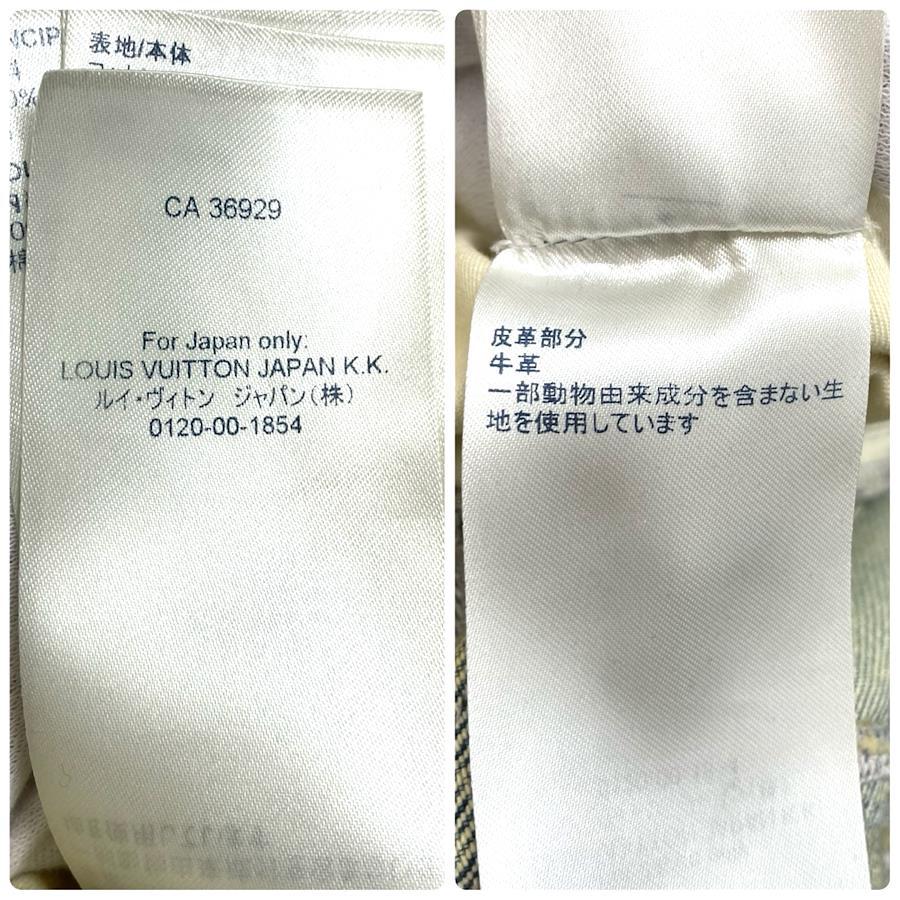 表地/本体
CA 36929
For Japan only:
LOUIS VUITTON JAPAN K.K.
ルイ・ヴィトン ジャパン(株)
0120-00-1854
皮革部分
牛革
一部動物由来成分を含まない生
地を使用しています